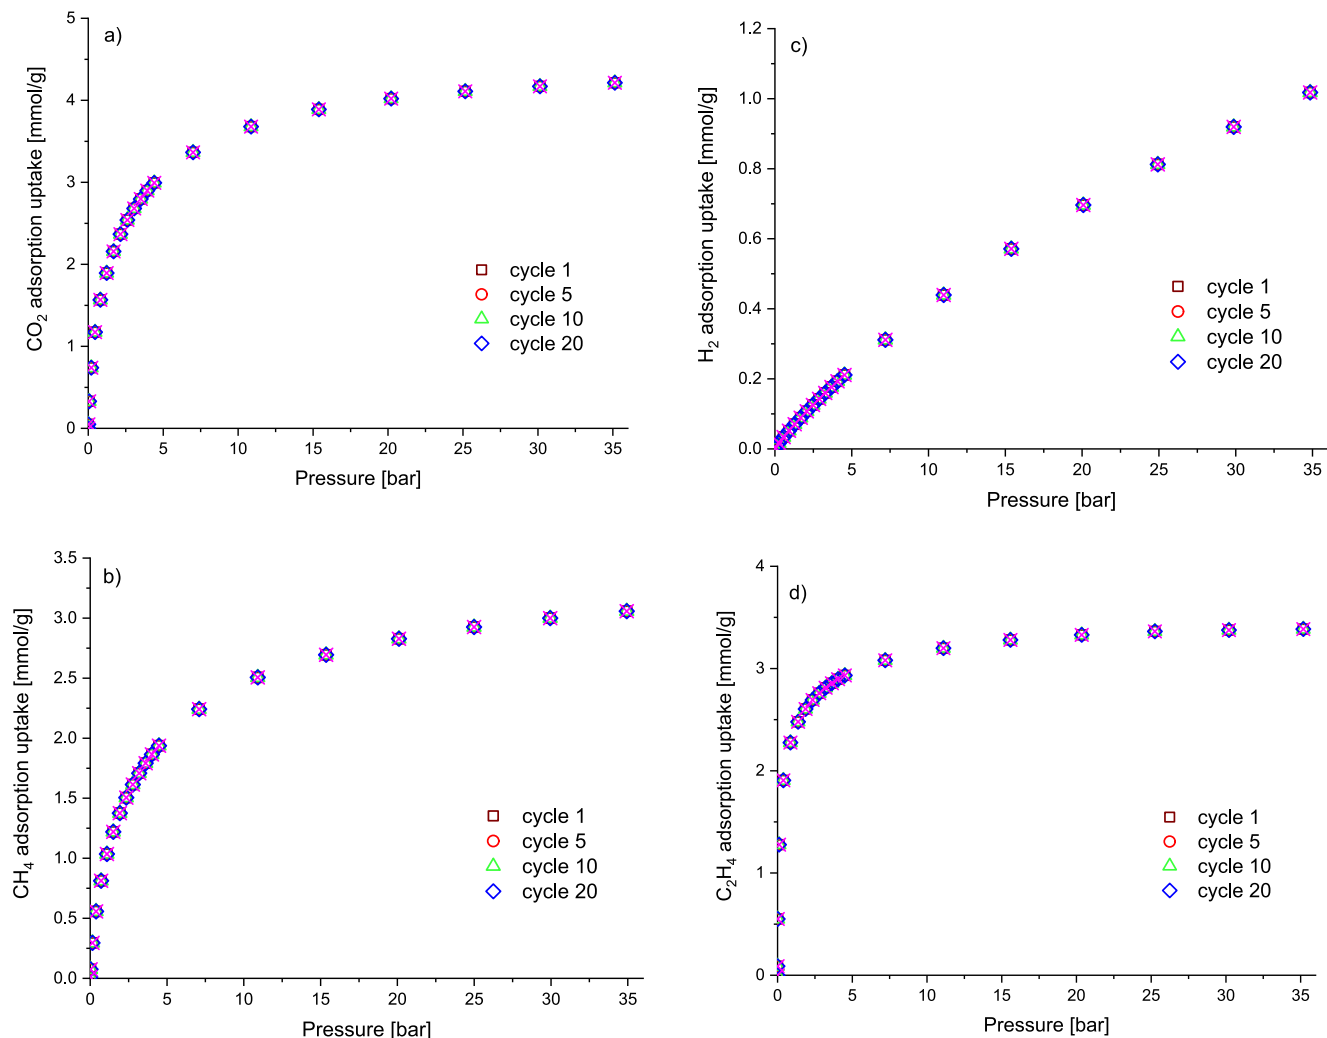 a)
CO₂ adsorption uptake [mmol/g]
5
4
3
2
1
0
cycle 1
cycle 5
cycle 10
cycle 20
0 5 10 15 20 25 30 35
Pressure [bar]
c)
H₂ adsorption uptake [mmol/g]
1.2
1.0
0.8
0.6
0.4
0.2
0.0
cycle 1
cycle 5
cycle 10
cycle 20
0 5 10 15 20 25 30 35
Pressure [bar]
b)
CH₄ adsorption uptake [mmol/g]
3.5
3.0
2.5
2.0
1.5
1.0
0.5
0.0
cycle 1
cycle 5
cycle 10
cycle 20
0 5 10 15 20 25 30 35
Pressure [bar]
d)
C₂H₄ adsorption uptake [mmol/g]
4
3
2
1
0
cycle 1
cycle 5
cycle 10
cycle 20
0 5 10 15 20 25 30 35
Pressure [bar]